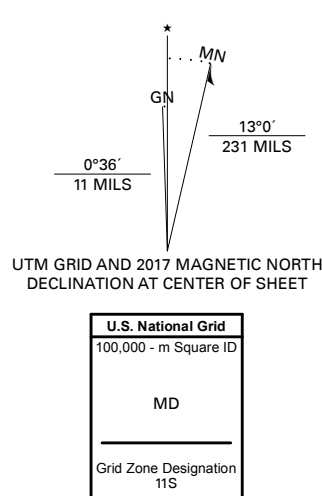 ★
MN
GN
13°0´
231 MILS
0°36´
11 MILS
UTM GRID AND 2017 MAGNETIC NORTH
DECLINATION AT CENTER OF SHEET
U.S. National Grid
100,000 - m Square ID
MD
Grid Zone Designation
11S